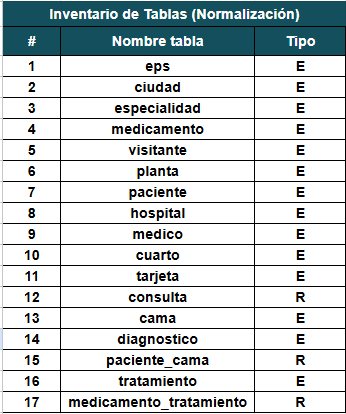 Inventario de Tablas (Normalización)
# Nombre tabla Tipo
1 eps E
2 ciudad E
3 especialidad E
4 medicamento E
5 visitante E
6 planta E
7 paciente E
8 hospital E
9 medico E
10 cuarto E
11 tarjeta E
12 consulta R
13 cama E
14 diagnostico E
15 paciente_cama R
16 tratamiento E
17 medicamento_tratamiento R